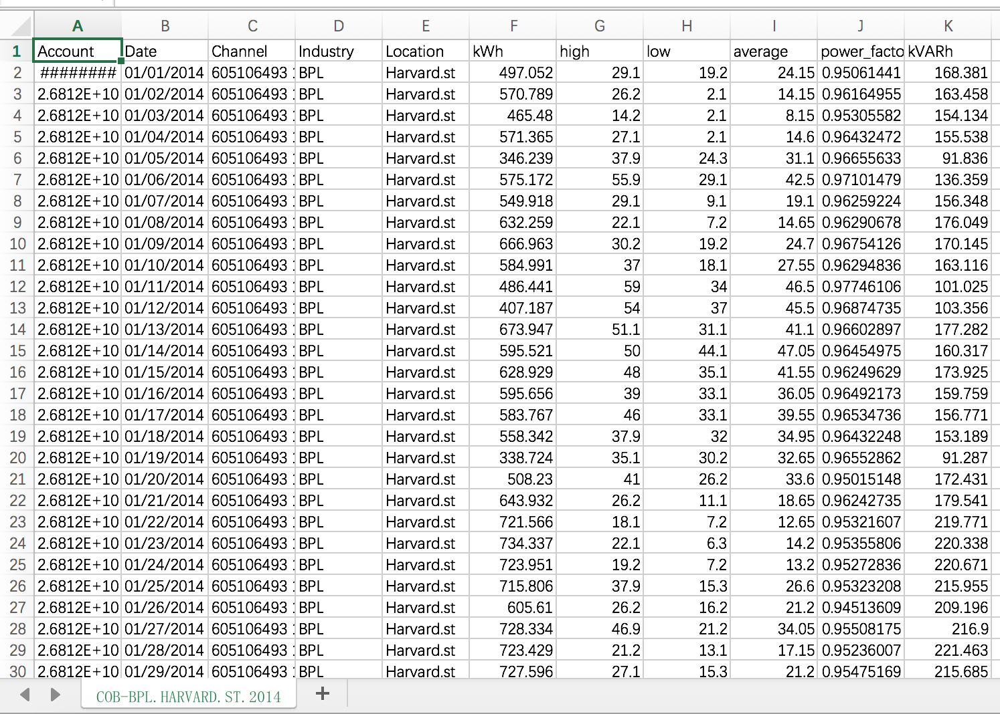 A B C D E F G H I J K
1 Account Date Channel Industry Location kWh high low average power_facto kVARh
2 ######## 01/01/2014 605106493 BPL Harvard.st 497.052 29.1 19.2 24.15 0.95061441 168.381
3 2.6812E+10 01/02/2014 605106493 BPL Harvard.st 570.789 26.2 2.1 14.15 0.96164955 163.458
4 2.6812E+10 01/03/2014 605106493 BPL Harvard.st 465.48 14.2 2.1 8.15 0.95305582 154.134
5 2.6812E+10 01/04/2014 605106493 BPL Harvard.st 571.365 27.1 2.1 14.6 0.96432472 155.538
6 2.6812E+10 01/05/2014 605106493 BPL Harvard.st 346.239 37.9 24.3 31.1 0.96655633 91.836
7 2.6812E+10 01/06/2014 605106493 BPL Harvard.st 575.172 55.9 29.1 42.5 0.97101479 136.359
8 2.6812E+10 01/07/2014 605106493 BPL Harvard.st 549.918 29.1 9.1 19.1 0.96259224 156.348
9 2.6812E+10 01/08/2014 605106493 BPL Harvard.st 632.259 22.1 7.2 14.65 0.96290678 176.049
10 2.6812E+10 01/09/2014 605106493 BPL Harvard.st 666.963 30.2 19.2 24.7 0.96754126 170.145
11 2.6812E+10 01/10/2014 605106493 BPL Harvard.st 584.991 37 18.1 27.55 0.96294836 163.116
12 2.6812E+10 01/11/2014 605106493 BPL Harvard.st 486.441 59 34 46.5 0.97746106 101.025
13 2.6812E+10 01/12/2014 605106493 BPL Harvard.st 407.187 54 37 45.5 0.96874735 103.356
14 2.6812E+10 01/13/2014 605106493 BPL Harvard.st 673.947 51.1 31.1 41.1 0.96602897 177.282
15 2.6812E+10 01/14/2014 605106493 BPL Harvard.st 595.521 50 44.1 47.05 0.96454975 160.317
16 2.6812E+10 01/15/2014 605106493 BPL Harvard.st 628.929 48 35.1 41.55 0.96249629 173.925
17 2.6812E+10 01/16/2014 605106493 BPL Harvard.st 595.656 39 33.1 36.05 0.96492173 159.759
18 2.6812E+10 01/17/2014 605106493 BPL Harvard.st 583.767 46 33.1 39.55 0.96534736 156.771
19 2.6812E+10 01/18/2014 605106493 BPL Harvard.st 558.342 37.9 32 34.95 0.96432248 153.189
20 2.6812E+10 01/19/2014 605106493 BPL Harvard.st 338.724 35.1 30.2 32.65 0.96552862 91.287
21 2.6812E+10 01/20/2014 605106493 BPL Harvard.st 508.23 41 26.2 33.6 0.95015148 172.431
22 2.6812E+10 01/21/2014 605106493 BPL Harvard.st 643.932 26.2 11.1 18.65 0.96242735 179.541
23 2.6812E+10 01/22/2014 605106493 BPL Harvard.st 721.566 18.1 7.2 12.65 0.95321607 219.771
24 2.6812E+10 01/23/2014 605106493 BPL Harvard.st 734.337 22.1 6.3 14.2 0.95355806 220.338
25 2.6812E+10 01/24/2014 605106493 BPL Harvard.st 723.951 19.2 7.2 13.2 0.95272836 220.671
26 2.6812E+10 01/25/2014 605106493 BPL Harvard.st 715.806 37.9 15.3 26.6 0.95323208 215.955
27 2.6812E+10 01/26/2014 605106493 BPL Harvard.st 605.61 26.2 16.2 21.2 0.94513609 209.196
28 2.6812E+10 01/27/2014 605106493 BPL Harvard.st 728.334 46.9 21.2 34.05 0.95508175 216.9
29 2.6812E+10 01/28/2014 605106493 BPL Harvard.st 723.429 21.2 13.1 17.15 0.95236007 221.463
30 2.6812E+10 01/29/2014 605106493 BPL Harvard.st 727.596 27.1 15.3 21.2 0.95475169 215.685
COB-BPL.HARVARD.ST.2014 +